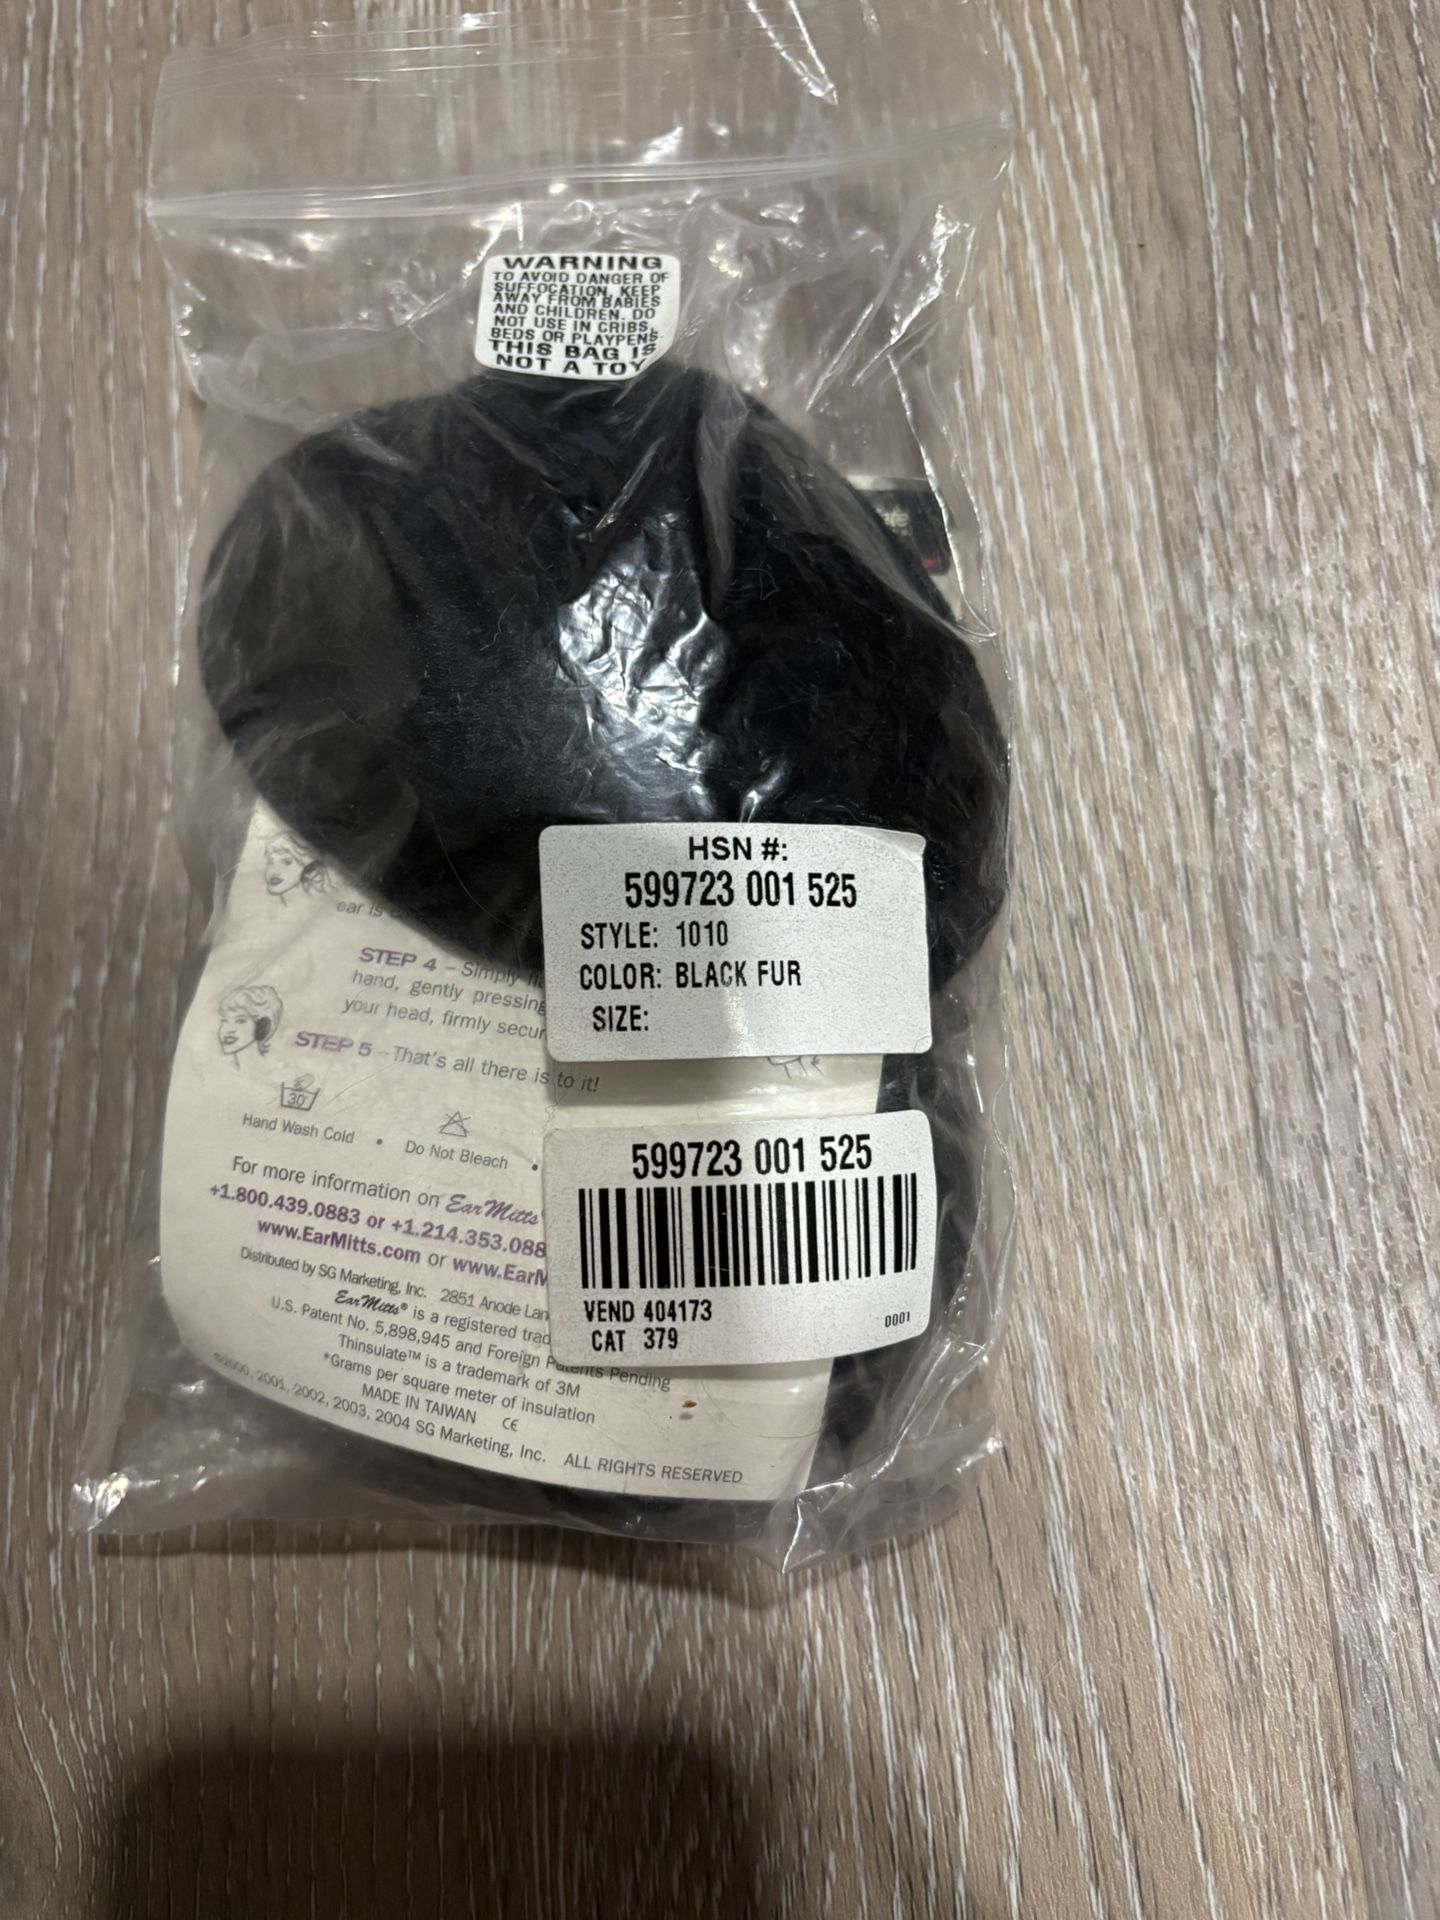 WARNING
TO AVOID DANGER OF
SUFFOCATION, KEEP
AWAY FROM BABIES
AND CHILDREN. DO
NOT USE IN CRIBS,
BEDS OR PLAYPENS.
THIS BAG IS
NOT A TOY
HSN #:
599723 001 525
STYLE: 1010
COLOR: BLACK FUR
SIZE:
ear is
STEP 4 – Simply
hand, gently pressing
your head, firmly
STEP 5 – That's all there is to it!
30°
Hand Wash Cold • Do Not Bleach •
For more information on EarMitts
+1.800.439.0883 or +1.214.353.088
www.EarMitts.com or
Distributed by SG Marketing, Inc. 2851 Anode
EarMitts® is a registered
U.S. Patent No. 5,898,945 and Foreign Patents Pending
Thinsulate™ is a trademark of 3M
*Grams per square meter of insulation
MADE IN TAIWAN CE
©2000, 2001, 2002, 2003, 2004 SG Marketing, Inc. ALL RIGHTS RESERVED
599723 001 525
VEND 404173
CAT 379
0001